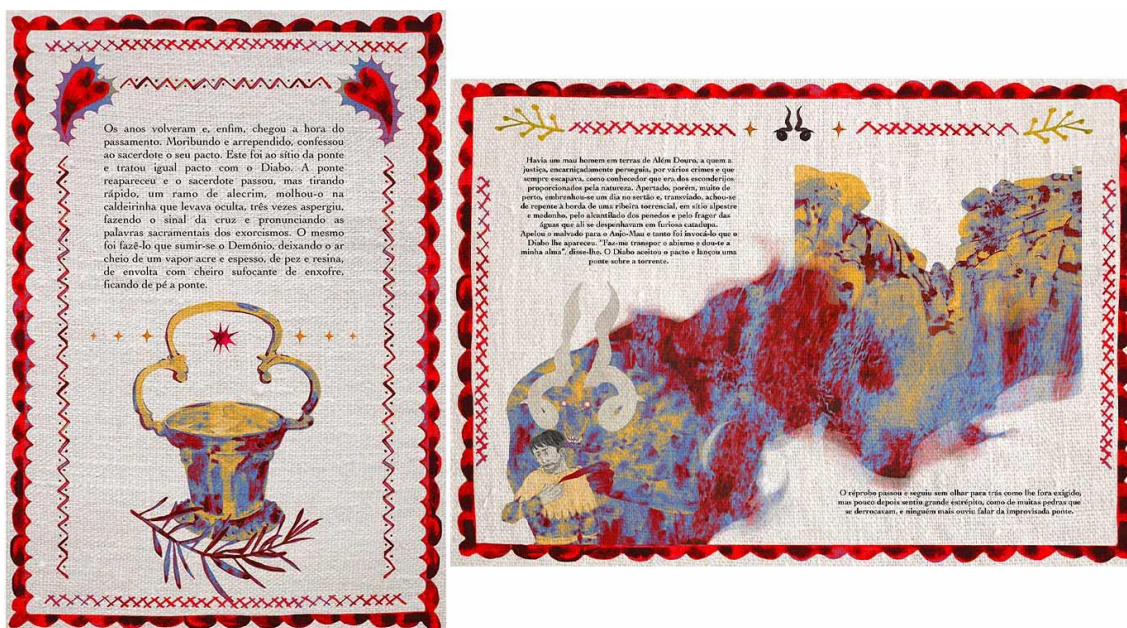 Os anos volveram e, enfim, chegou a hora do
passamento. Moribundo e arrependido, confessou
ao sacerdote o seu pacto. Este foi ao sítio da ponte
e tratou igual pacto com o Diabo. A ponte
reapareceu e o sacerdote passou, mas tirando
rápido, um ramo de alecrim, molhou-o na
caldeirinha que levava oculta, três vezes aspergiu,
fazendo o sinal da cruz e pronunciando as
palavras sacramentais dos exorcismos. O mesmo
foi fazê-lo que sumir-se o Demónio, deixando o ar
cheio de um vapor acre e espesso, de pez e resina,
de envolta com cheiro sufocante de enxofre,
ficando de pé a ponte.
Havia um mau homem em terras de Além Douro, a quem a
justiça, encarniçadamente perseguia, por vários crimes e que
sempre escapava, como conhecedor que era dos esconderijos
proporcionados pela natureza. Apertado, porém, muito de
perto, embrenhou-se um dia no sertão e, transviado, achou-se
de repente à borda de uma ribeira torrencial, em sítio alpestre
e medonho, pelo alcantilado dos penedos e pelo fragor das
águas que ali se despenhavam em furiosa catadupa.
Apelou o malvado para o Anjo-Mau e tanto foi invocá-lo que o
Diabo lhe apareceu. "Faz-me transpor o abismo e dou-te a
minha alma", disse-lhe. O Diabo aceitou o pacto e lançou uma
ponte sobre a torrente.
O réprobo passou e seguiu sem olhar para trás como lhe fora exigido,
mas pouco depois sentiu grande estrépito, como de muitas pedras que
se derrocavam, e ninguém mais ouviu falar da improvisada ponte.